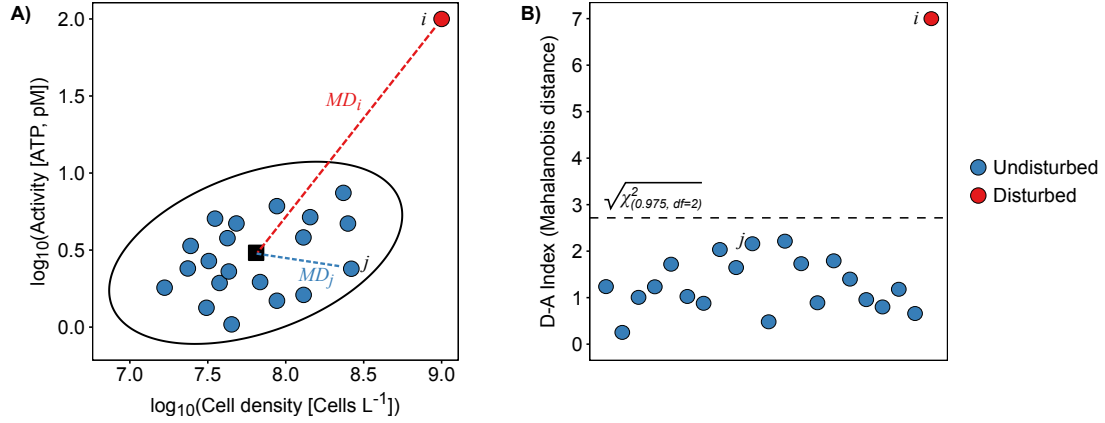 A)
log₁₀(Activity [ATP, pM])
2.0
1.5
1.0
0.5
0.0
7.0 7.5 8.0 8.5 9.0
log₁₀(Cell density [Cells L⁻¹])
i
MDᵢ
MDⱼ
j
B)
D-A Index (Mahalanobis distance)
7
6
5
4
3
2
1
0
i
√χ²(0.975, df=2)
j
Undisturbed
Disturbed